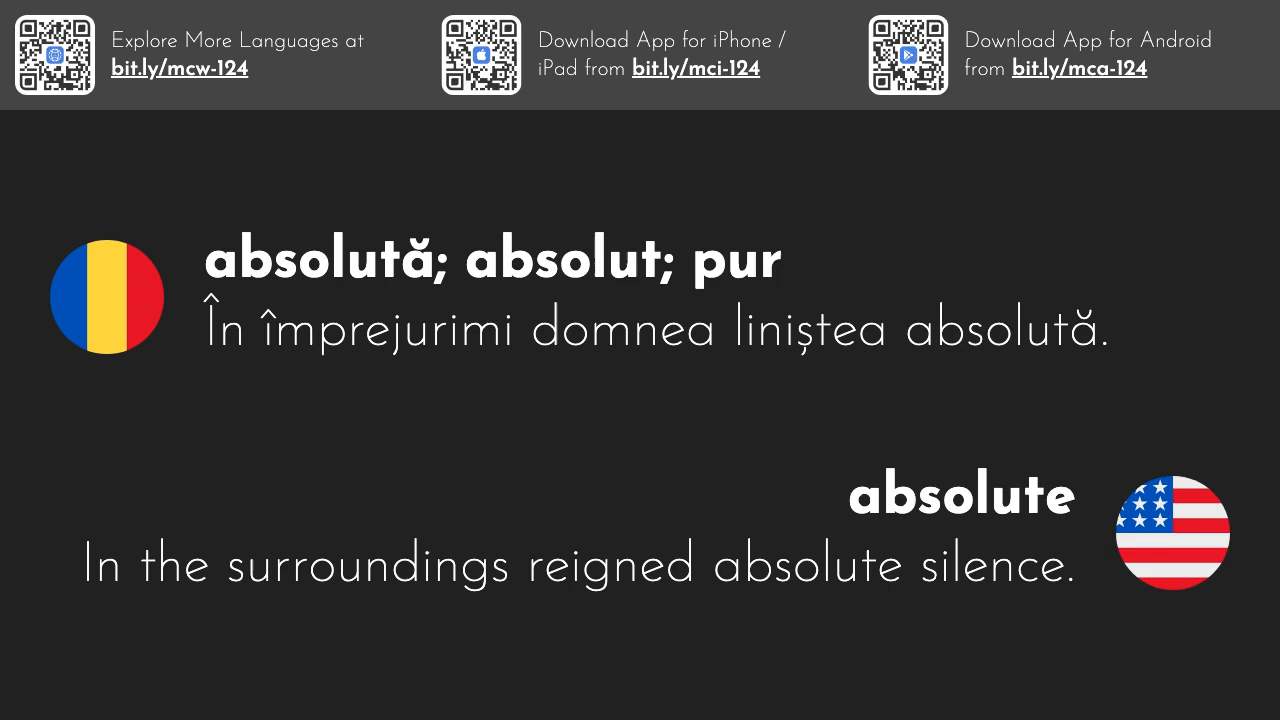 Explore More Languages at
bit.ly/mcw-124
Download App for iPhone /
iPad from bit.ly/mci-124
Download App for Android
from bit.ly/mca-124
absolută; absolut; pur
În împrejurimi domnea liniștea absolută.
absolute
In the surroundings reigned absolute silence.